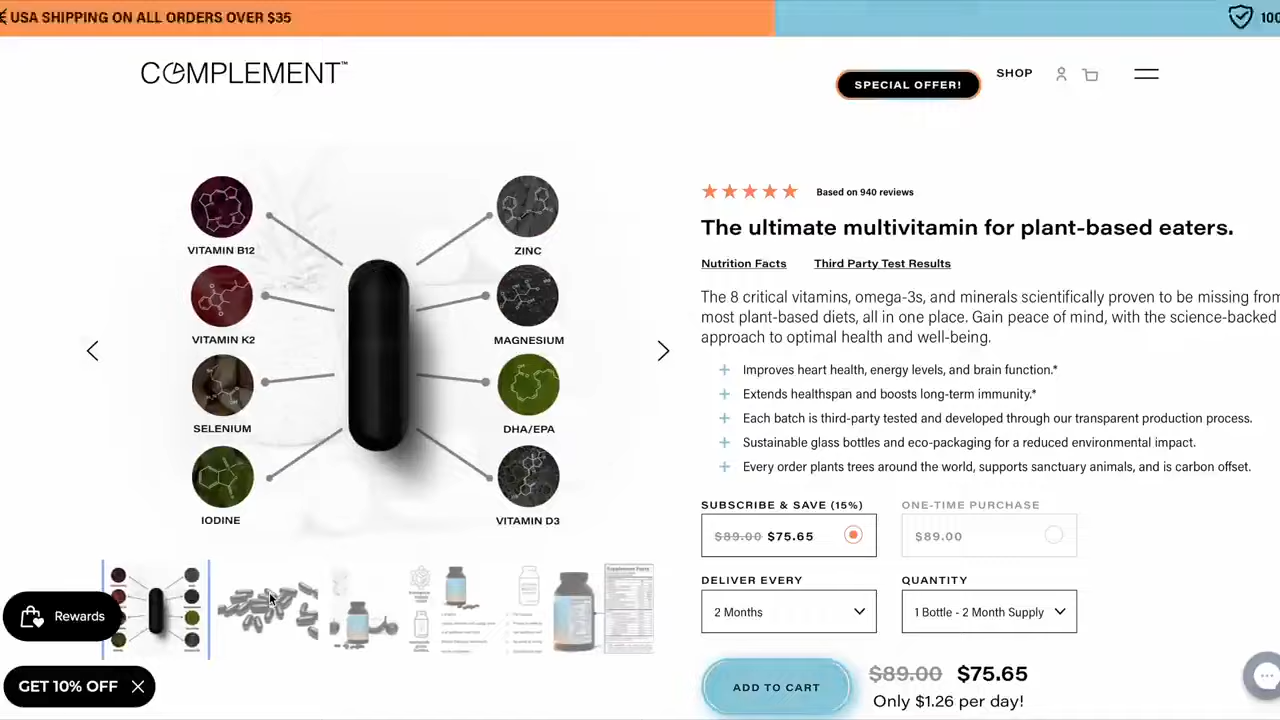 USA SHIPPING ON ALL ORDERS OVER $35
100
COMPLEMENT™
SPECIAL OFFER!
SHOP
VITAMIN B12
ZINC
VITAMIN K2
MAGNESIUM
SELENIUM
DHA/EPA
IODINE
VITAMIN D3
Based on 940 reviews
The ultimate multivitamin for plant-based eaters.
Nutrition Facts
Third Party Test Results
The 8 critical vitamins, omega-3s, and minerals scientifically proven to be missing from
most plant-based diets, all in one place. Gain peace of mind, with the science-backed
approach to optimal health and well-being.
Improves heart health, energy levels, and brain function.*
Extends healthspan and boosts long-term immunity.*
Each batch is third-party tested and developed through our transparent production process.
Sustainable glass bottles and eco-packaging for a reduced environmental impact.
Every order plants trees around the world, supports sanctuary animals, and is carbon offset.
SUBSCRIBE & SAVE (15%)
ONE-TIME PURCHASE
$89.00 $75.65
$89.00
DELIVER EVERY
QUANTITY
2 Months
1 Bottle - 2 Month Supply
ADD TO CART
$89.00 $75.65
Only $1.26 per day!
Rewards
GET 10% OFF
Supplement Facts